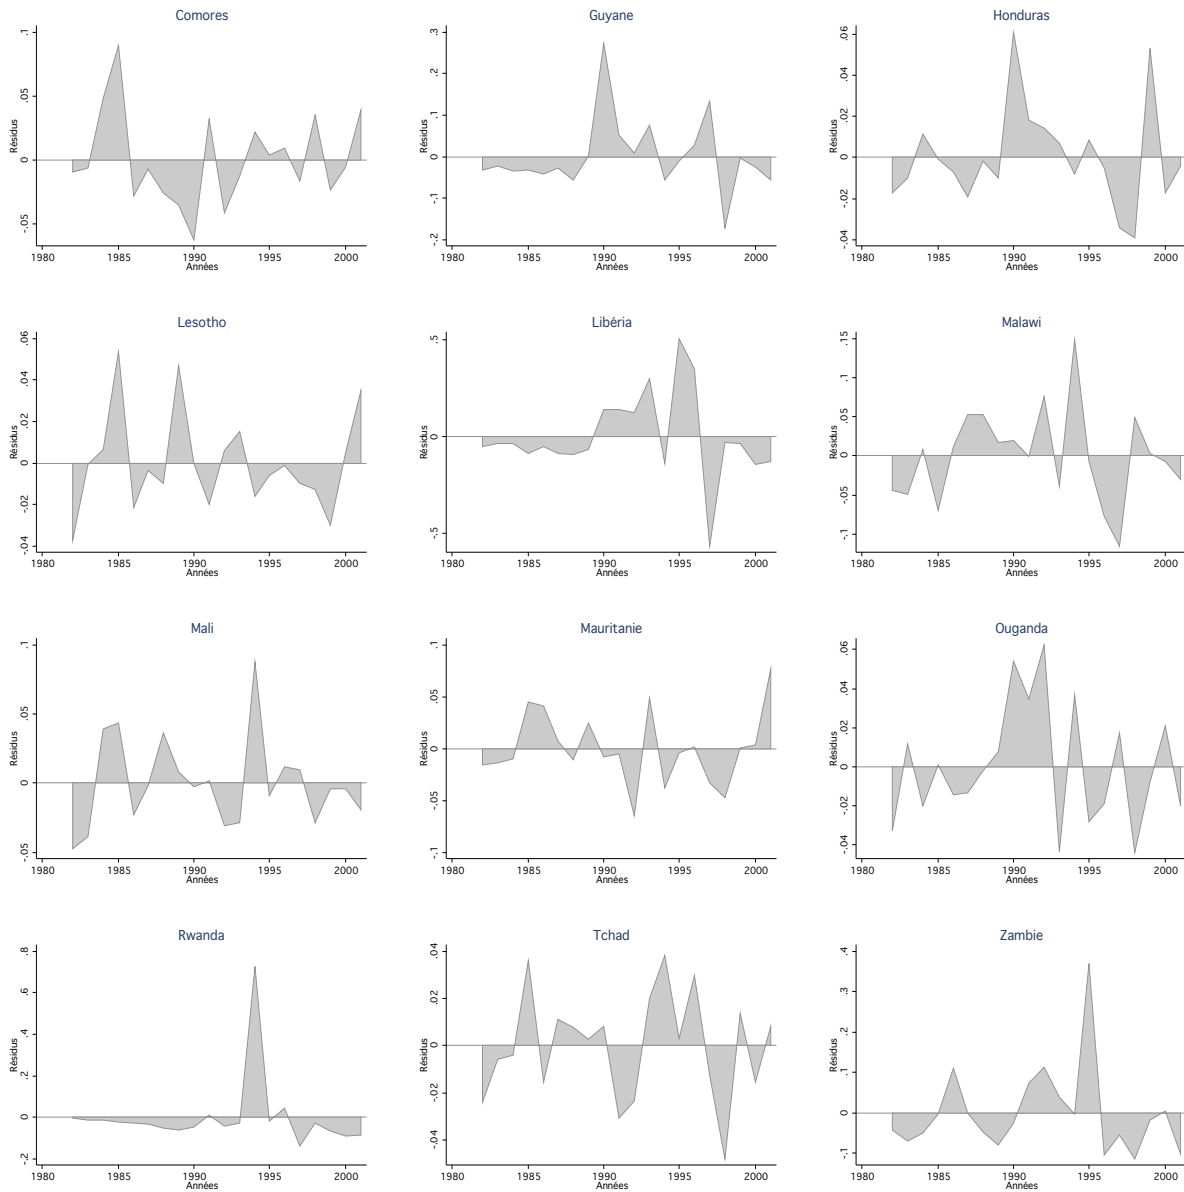 Comores
Résidus
.1
.05
0
-.05
1980 1985 1990 1995 2000
Années
Guyane
Résidus
.3
.2
.1
0
-.1
-.2
1980 1985 1990 1995 2000
Années
Honduras
Résidus
.06
.04
.02
0
-.02
-.04
1980 1985 1990 1995 2000
Années
Lesotho
Résidus
.06
.04
.02
0
-.02
-.04
1980 1985 1990 1995 2000
Années
Libéria
Résidus
.5
0
-.5
1980 1985 1990 1995 2000
Années
Malawi
Résidus
.15
.1
.05
0
-.05
-.1
1980 1985 1990 1995 2000
Années
Mali
Résidus
.1
.05
0
-.05
1980 1985 1990 1995 2000
Années
Mauritanie
Résidus
.1
.05
0
-.05
-.1
1980 1985 1990 1995 2000
Années
Ouganda
Résidus
.06
.04
.02
0
-.02
-.04
1980 1985 1990 1995 2000
Années
Rwanda
Résidus
.8
.6
.4
.2
0
-.2
1980 1985 1990 1995 2000
Années
Tchad
Résidus
.04
.02
0
-.02
-.04
1980 1985 1990 1995 2000
Années
Zambie
Résidus
.4
.3
.2
.1
0
-.1
1980 1985 1990 1995 2000
Années